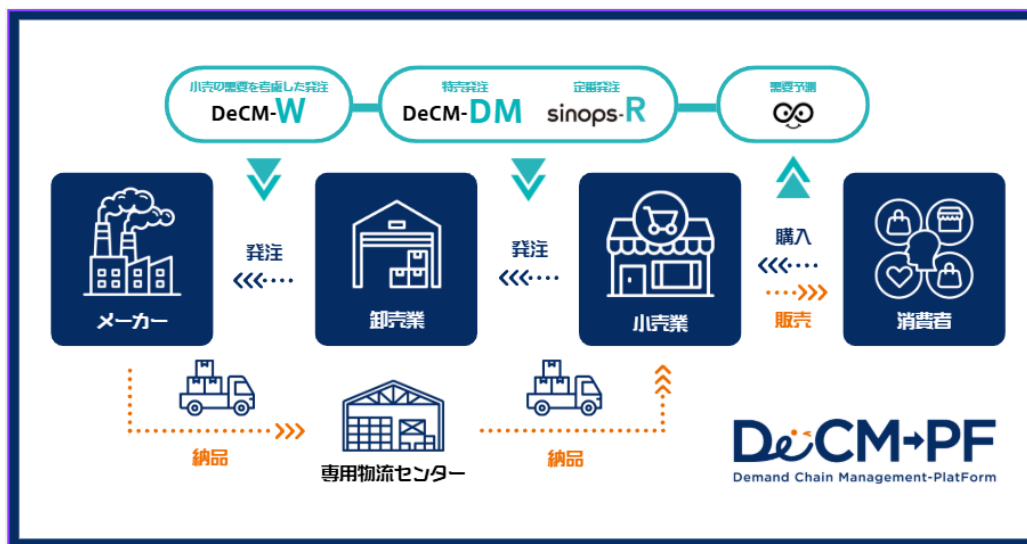 小売の需要を考慮した発注
DeCM-W
特売発注
DeCM-DM
定番発注
sinops-R
需要予測
メーカー
発注
卸売業
発注
小売業
購入
販売
消費者
納品
専用物流センター
納品
DeCM→PF
Demand Chain Management-PlatForm